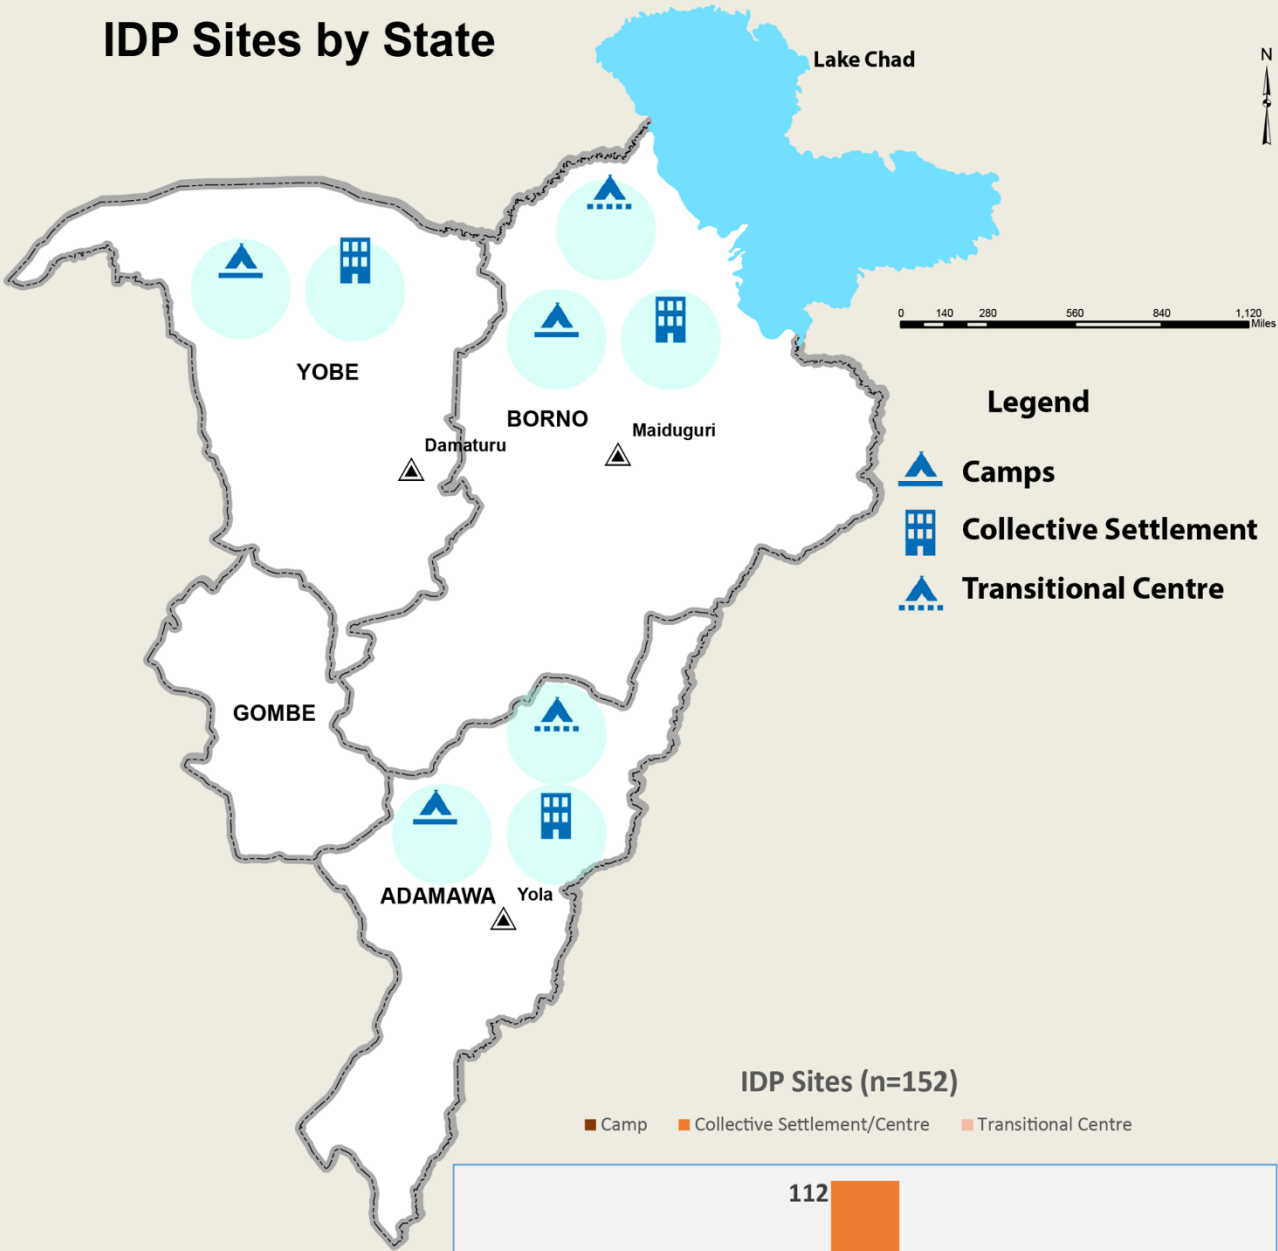 IDP Sites by State
Lake Chad
N
0 140 280 560 840 1,120
Miles
YOBE
BORNO
Maiduguri
Damaturu
Legend
Camps
Collective Settlement
Transitional Centre
GOMBE
ADAMAWA
Yola
IDP Sites (n=152)
Camp Collective Settlement/Centre Transitional Centre
112